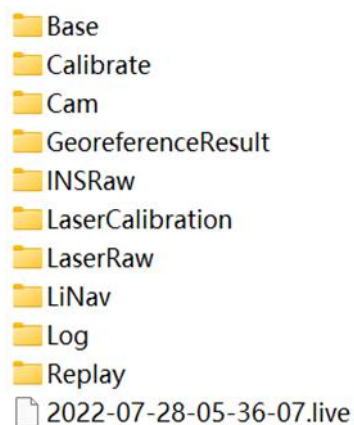 Base
Calibrate
Cam
GeoreferenceResult
INSRaw
LaserCalibration
LaserRaw
LiNav
Log
Replay
2022-07-28-05-36-07.live